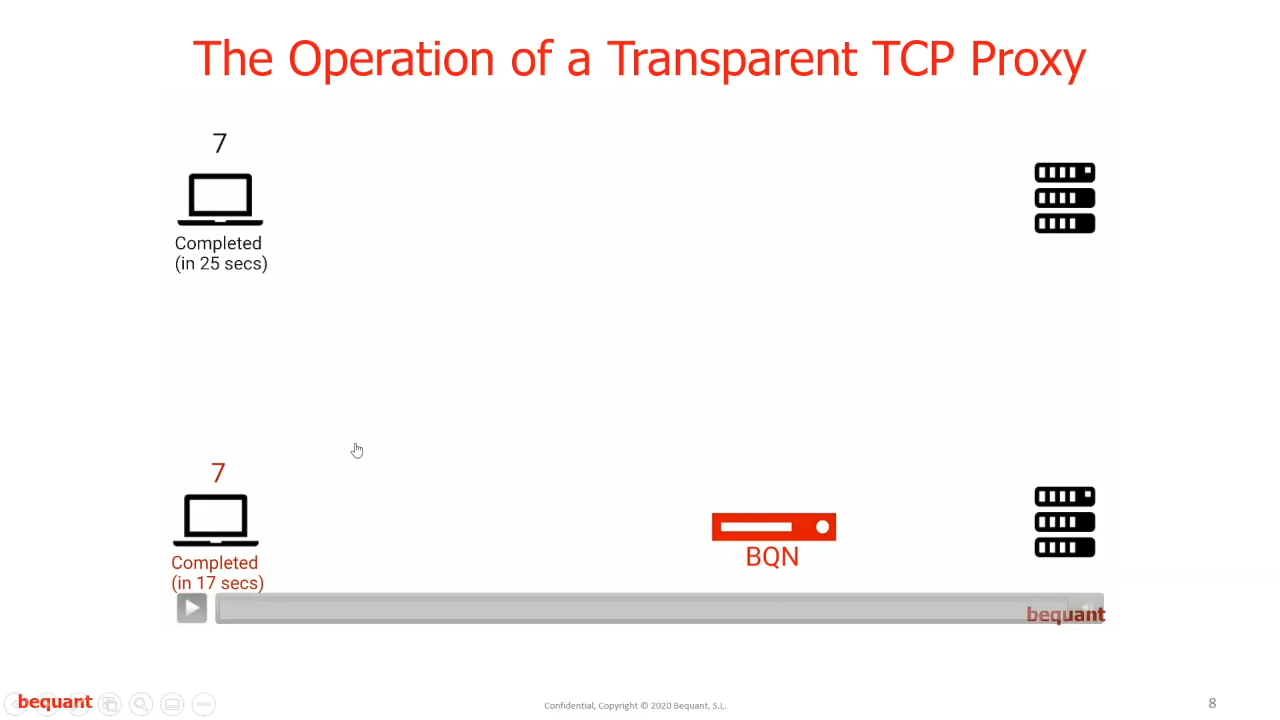 The Operation of a Transparent TCP Proxy
7
Completed
(in 25 secs)
7
Completed
(in 17 secs)
BQN
bequant
bequant
Confidential, Copyright © 2020 Bequant, S.L.
8